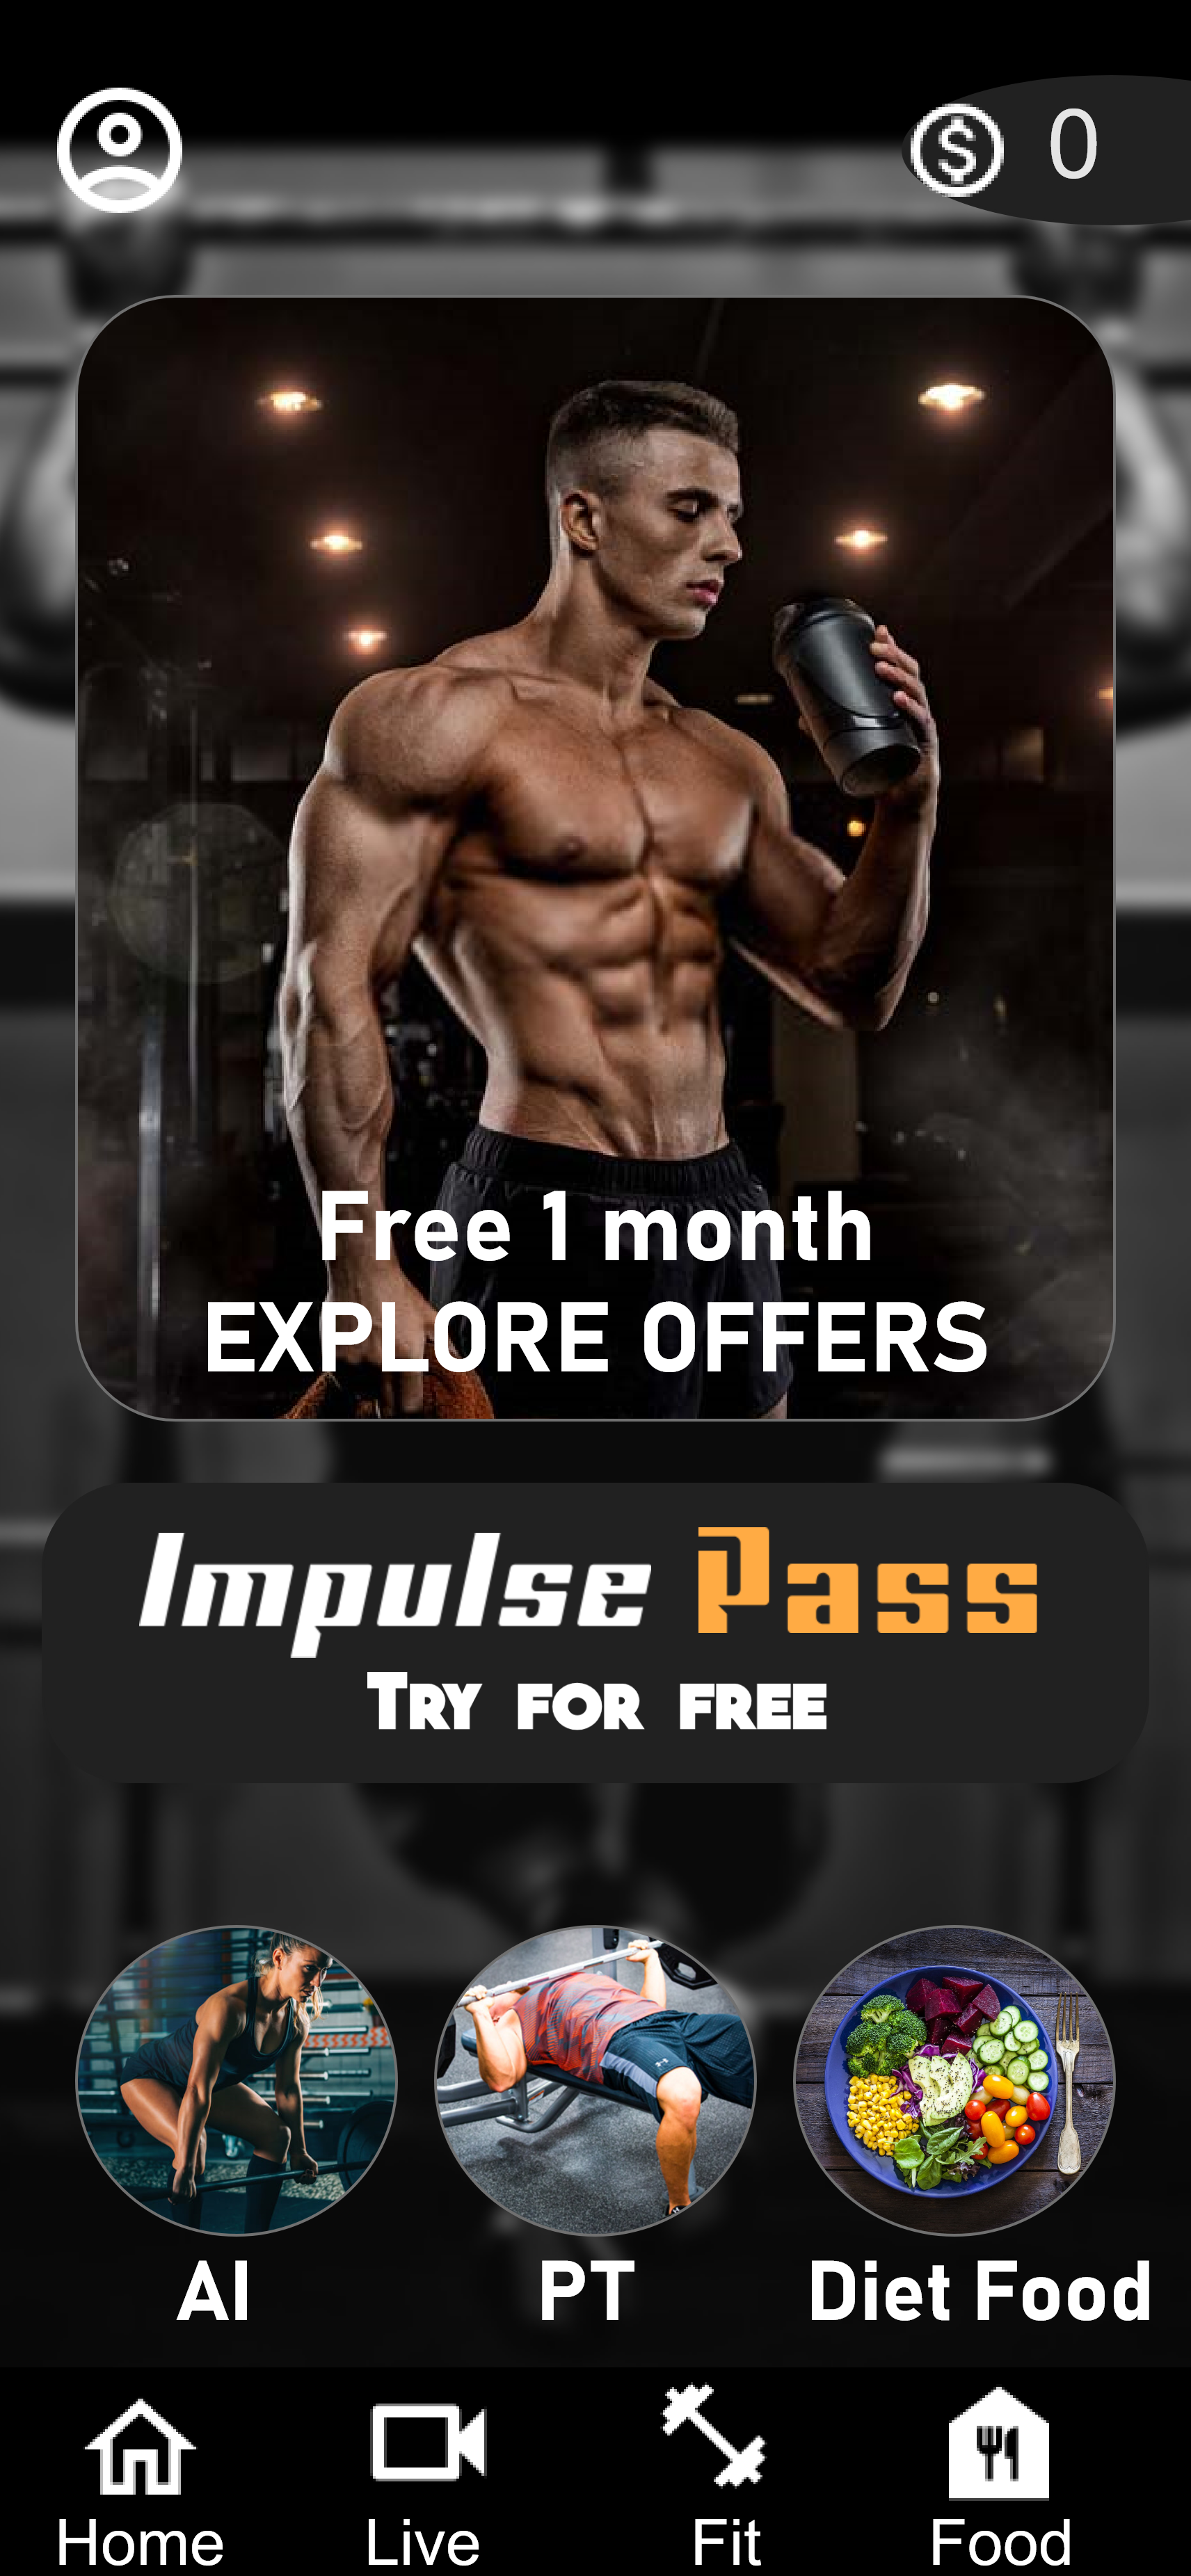 0
Free 1 month
EXPLORE OFFERS
Impulse Pass
TRY FOR FREE
AI
PT
Diet Food
Home
Live
Fit
Food